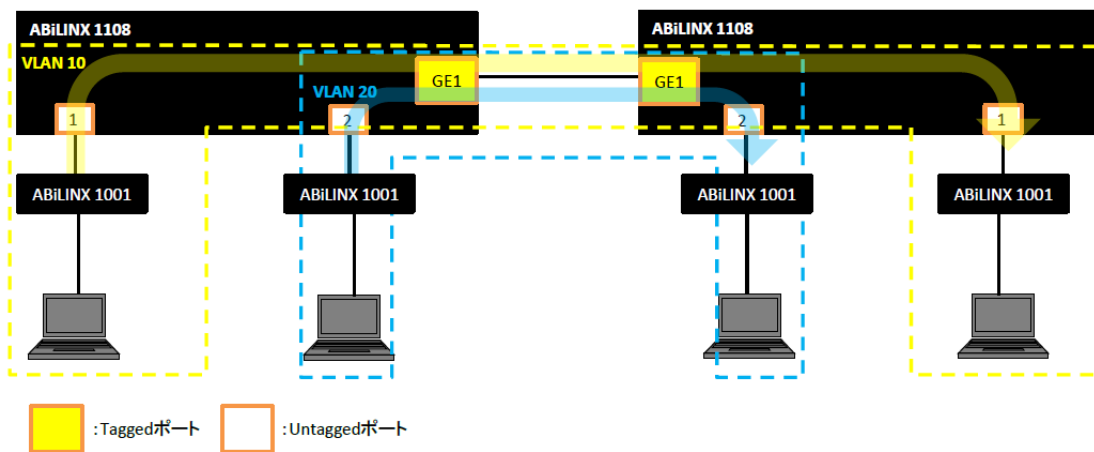 ABiLINX 1108
ABiLINX 1108
VLAN 10
GE1
GE1
VLAN 20
1
2
2
1
ABiLINX 1001
ABiLINX 1001
ABiLINX 1001
ABiLINX 1001
:Taggedポート
:Untaggedポート